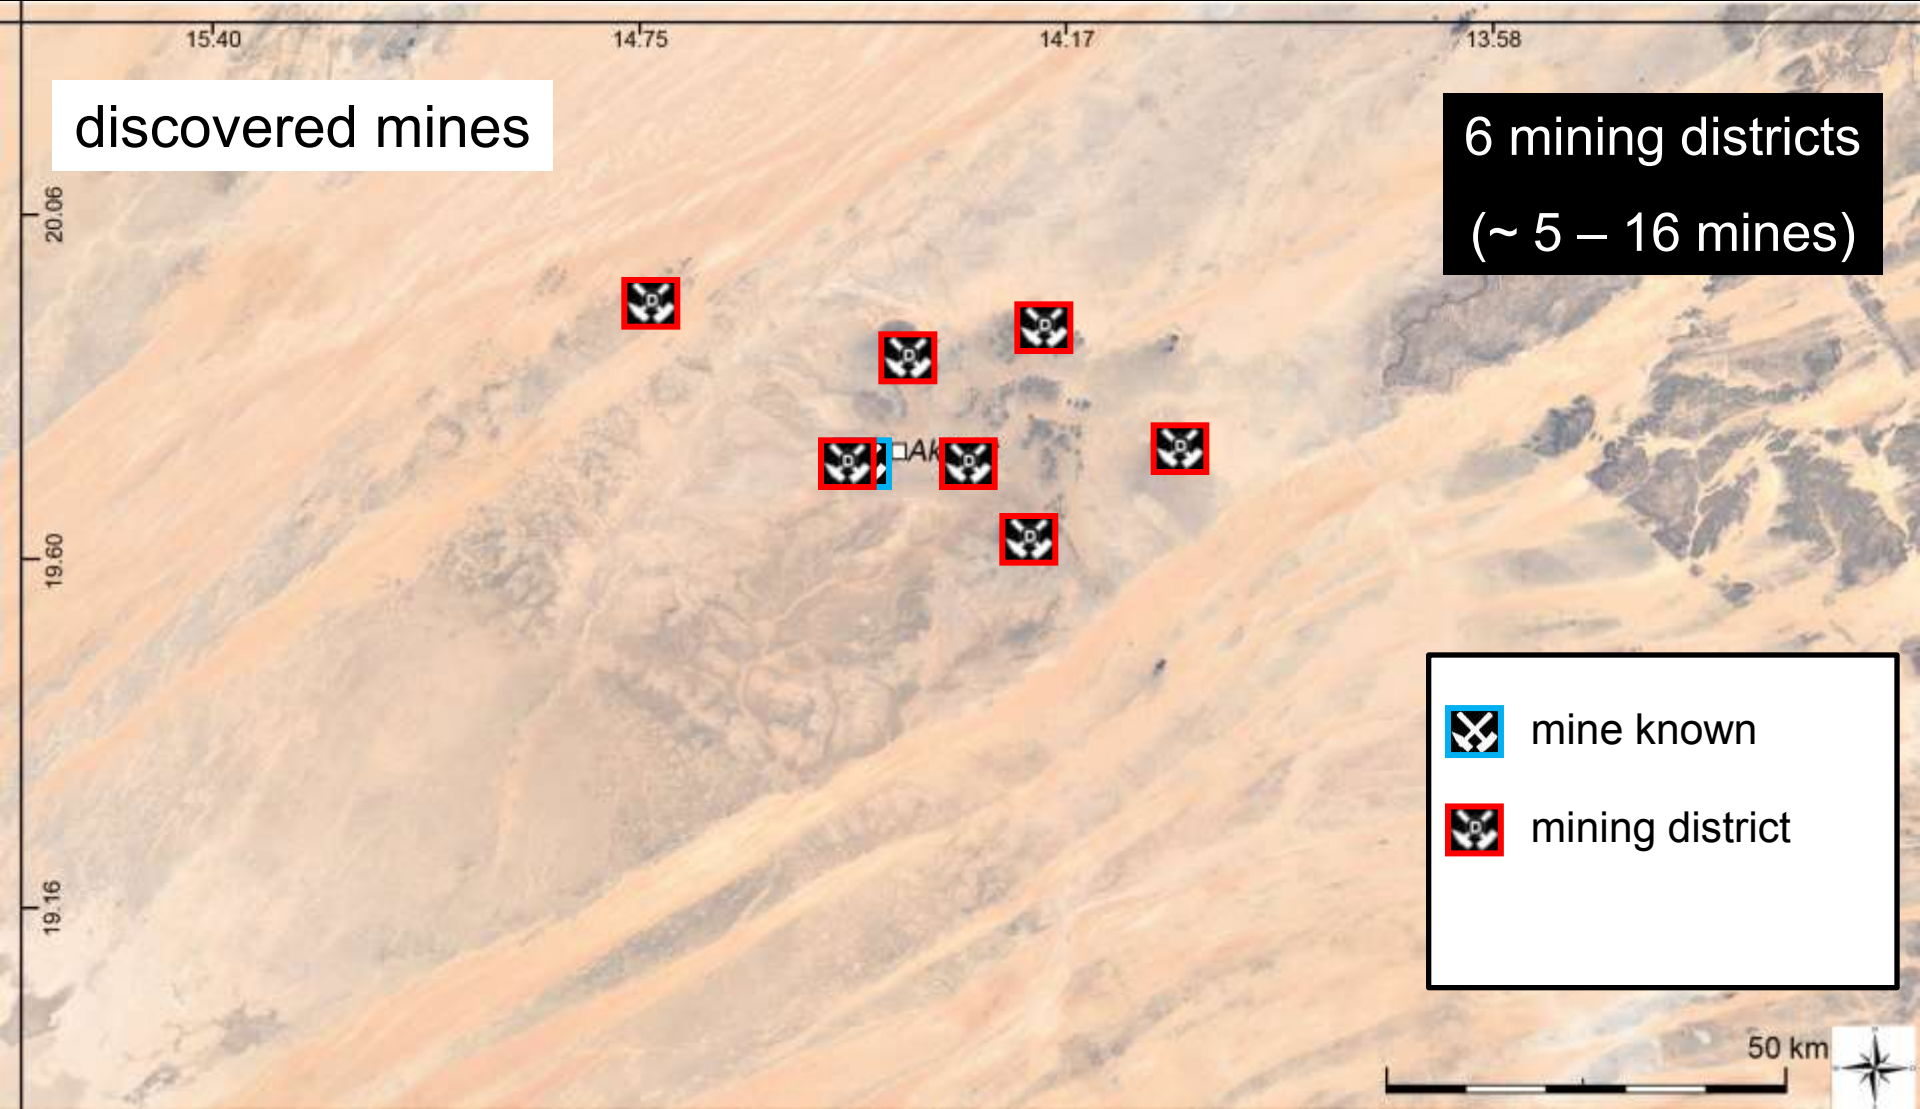 15.40
14.75
14.17
13.58
discovered mines
6 mining districts
(~ 5 – 16 mines)
20.06
19.60
19.16
D
D
D
D
D
D
D
mine known
D
mining district
50 km